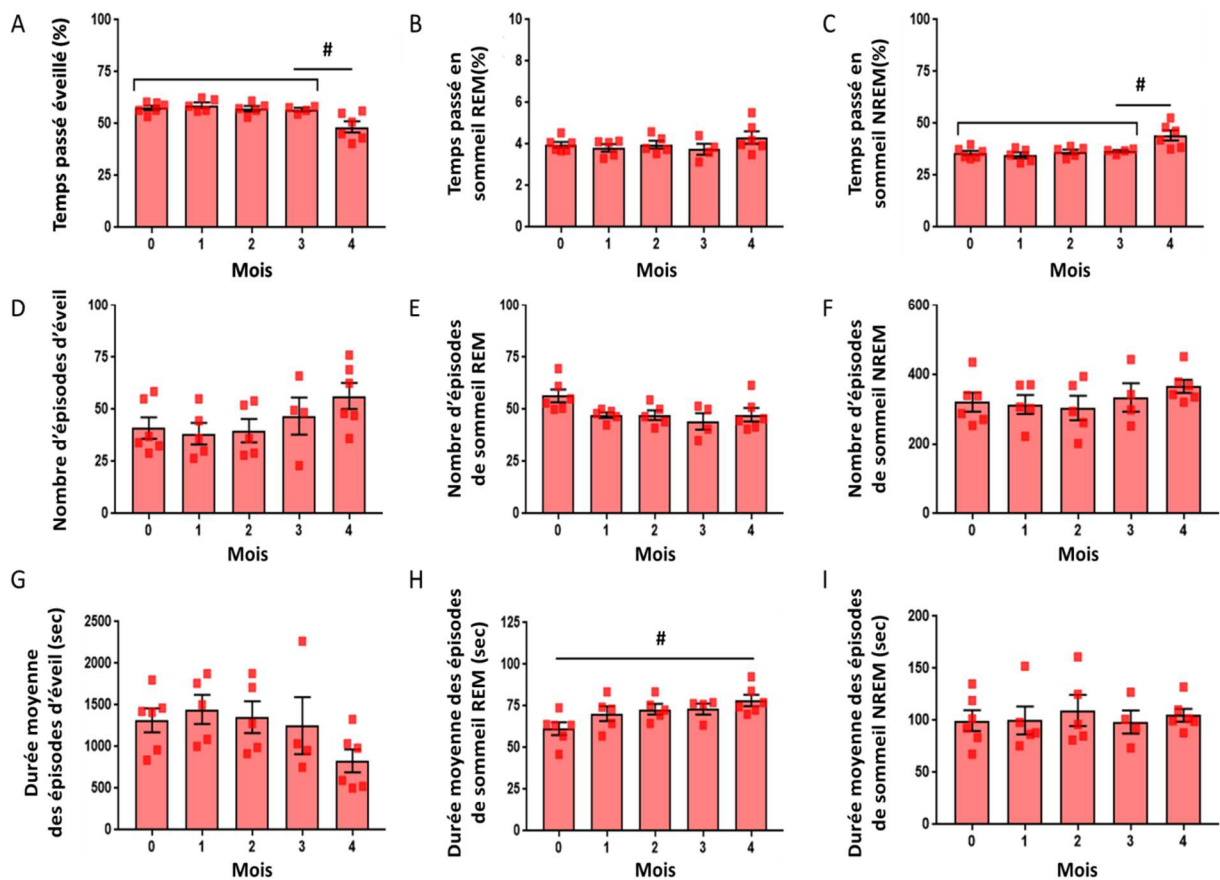 A
Temps passé éveillé (%)
100
75
50
25
0
#
0 1 2 3 4
Mois
B
Temps passé en
sommeil REM(%)
10
8
6
4
2
0
0 1 2 3 4
Mois
C
Temps passé en
sommeil NREM(%)
100
75
50
25
0
#
0 1 2 3 4
Mois
D
Nombre d'épisodes d'éveil
100
75
50
25
0
0 1 2 3 4
Mois
E
Nombre d'épisodes
de sommeil REM
100
75
50
25
0
0 1 2 3 4
Mois
F
Nombre d'épisodes
de sommeil NREM
600
400
200
0
0 1 2 3 4
Mois
G
Durée moyenne
des épisodes d'éveil (sec)
2500
2000
1500
1000
500
0
0 1 2 3 4
Mois
H
Durée moyenne des épisodes
de sommeil REM (sec)
125
100
75
50
25
0
#
0 1 2 3 4
Mois
I
Durée moyenne des épisodes
de sommeil NREM (sec)
200
150
100
50
0
0 1 2 3 4
Mois